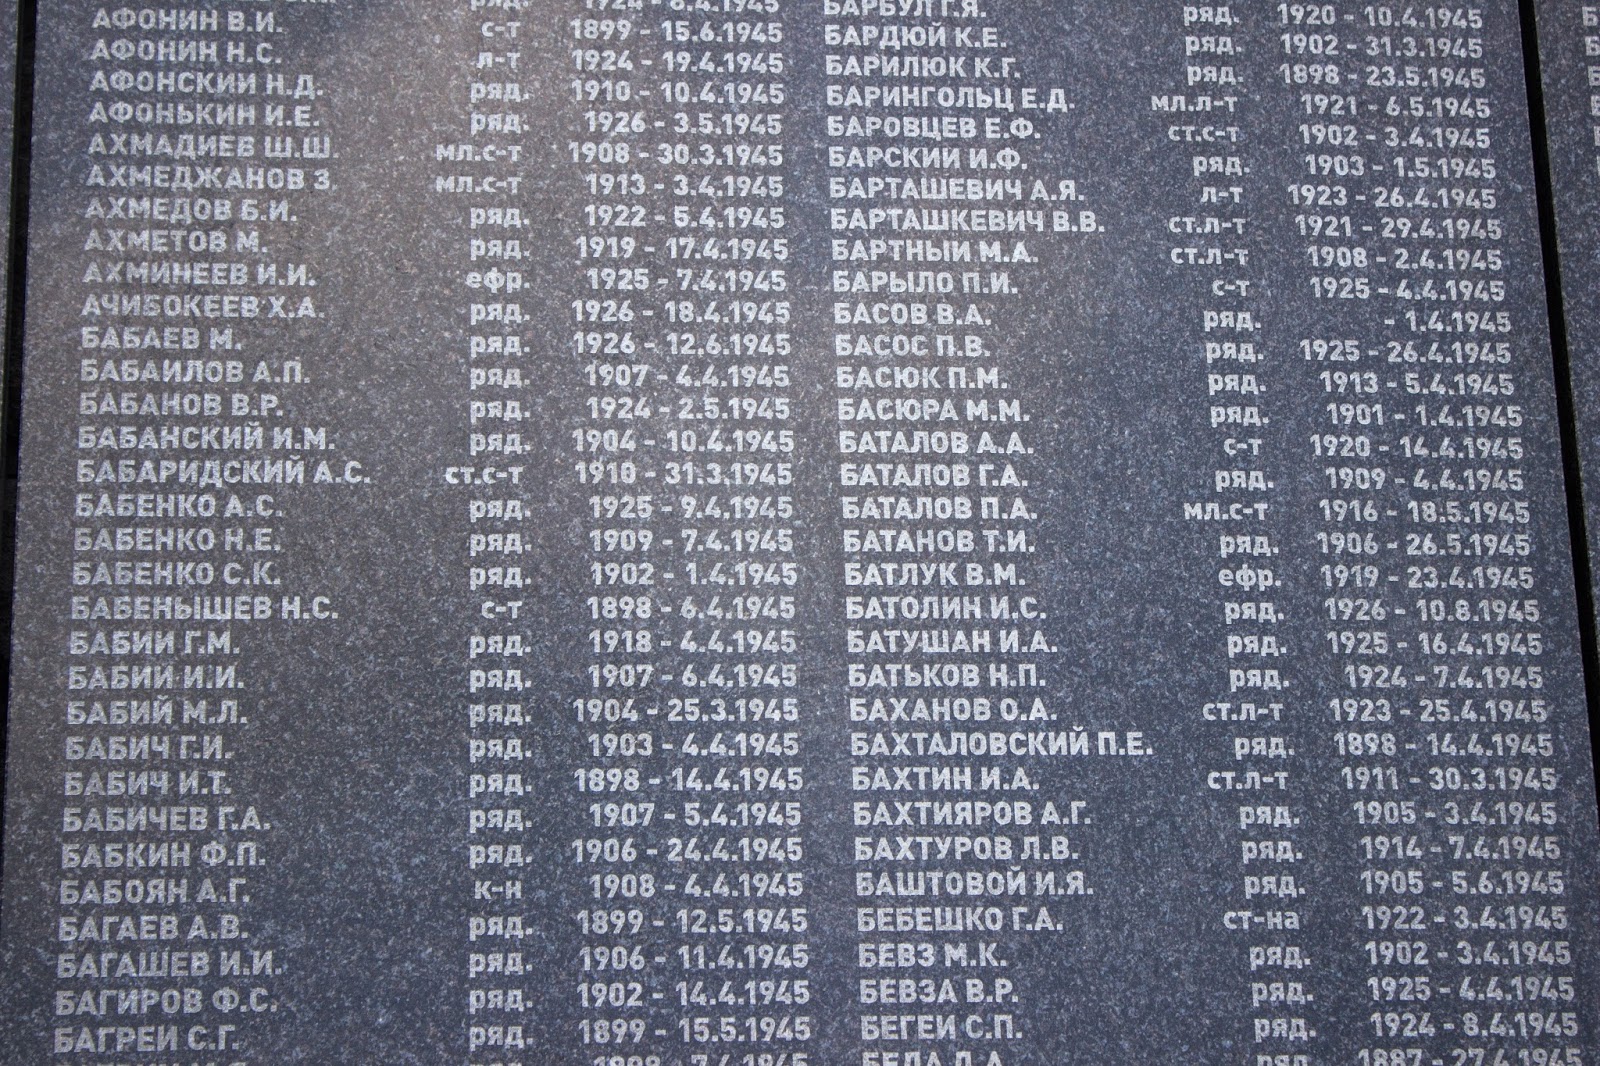 АФОНИН В.И. с-т 1899 - 15.6.1945
АФОНИН Н.С. л-т 1924 - 19.4.1945
АФОНСКИЙ Н.Д. ряд. 1910 - 10.4.1945
АФОНЬКИН И.Е. ряд. 1926 - 3.5.1945
АХМАДИЕВ Ш.Ш. мл.с-т 1908 - 30.3.1945
АХМЕДЖАНОВ З. мл.с-т 1913 - 3.4.1945
АХМЕДОВ Б.И. ряд. 1922 - 5.4.1945
АХМЕТОВ М. ряд. 1919 - 17.4.1945
АХМИНЕЕВ И.И. ефр. 1925 - 7.4.1945
АЧИБОКЕЕВ Х.А. ряд. 1926 - 18.4.1945
БАБАЕВ М. ряд. 1926 - 12.6.1945
БАБАИЛОВ А.П. ряд. 1907 - 4.4.1945
БАБАНОВ В.Р. ряд. 1924 - 2.5.1945
БАБАНСКИЙ И.М. ряд. 1904 - 10.4.1945
БАБАРИДСКИЙ А.С. ст.с-т 1910 - 31.3.1945
БАБЕНКО А.С. ряд. 1925 - 9.4.1945
БАБЕНКО Н.Е. ряд. 1909 - 7.4.1945
БАБЕНКО С.К. ряд. 1902 - 1.4.1945
БАБЕНЫШЕВ Н.С. с-т 1898 - 6.4.1945
БАБИЙ Г.М. ряд. 1918 - 4.4.1945
БАБИЙ И.И. ряд. 1907 - 6.4.1945
БАБИЙ М.Л. ряд. 1904 - 25.3.1945
БАБИЧ Г.И. ряд. 1903 - 4.4.1945
БАБИЧ И.Т. ряд. 1898 - 14.4.1945
БАБИЧЕВ Г.А. ряд. 1907 - 5.4.1945
БАБКИН Ф.П. ряд. 1906 - 24.4.1945
БАБОЯН А.Г. к-н 1908 - 4.4.1945
БАГАЕВ А.В. ряд. 1899 - 12.5.1945
БАГАШЕВ И.И. ряд. 1906 - 11.4.1945
БАГИРОВ Ф.С. ряд. 1902 - 14.4.1945
БАГРЕЙ С.Г. ряд. 1899 - 15.5.1945
БАРБУЛ Г.Я. ряд. 1920 - 10.4.1945
БАРДЮЙ К.Е. ряд. 1902 - 31.3.1945
БАРИЛЮК К.Г. ряд. 1898 - 23.5.1945
БАРИНГОЛЬЦ Е.Д. мл.л-т 1921 - 6.5.1945
БАРОВЦЕВ Е.Ф. ст.с-т 1902 - 3.4.1945
БАРСКИЙ И.Ф. ряд. 1903 - 1.5.1945
БАРТАШЕВИЧ А.Я. л-т 1923 - 26.4.1945
БАРТАШКЕВИЧ В.В. ст.л-т 1921 - 29.4.1945
БАРТНЫЙ М.А. ст.л-т 1908 - 2.4.1945
БАРЫЛО П.И. с-т 1925 - 4.4.1945
БАСОВ В.А. ряд. - 1.4.1945
БАСОС П.В. ряд. 1925 - 26.4.1945
БАСЮК П.М. ряд. 1913 - 5.4.1945
БАСЮРА М.М. ряд. 1901 - 1.4.1945
БАТАЛОВ А.А. с-т 1920 - 14.4.1945
БАТАЛОВ Г.А. ряд. 1909 - 4.4.1945
БАТАЛОВ П.А. мл.с-т 1916 - 18.5.1945
БАТАНОВ Т.И. ряд. 1906 - 26.5.1945
БАТЛУК В.М. ефр. 1919 - 23.4.1945
БАТОЛИН И.С. ряд. 1926 - 10.8.1945
БАТУШАН И.А. ряд. 1925 - 16.4.1945
БАТЬКОВ Н.П. ряд. 1924 - 7.4.1945
БАХАНОВ О.А. ст.л-т 1923 - 25.4.1945
БАХТАЛОВСКИЙ П.Е. ряд. 1898 - 14.4.1945
БАХТИН И.А. ст.л-т 1911 - 30.3.1945
БАХТИЯРОВ А.Г. ряд. 1905 - 3.4.1945
БАХТУРОВ Л.В. ряд. 1914 - 7.4.1945
БАШТОВОЙ И.Я. ряд. 1905 - 5.6.1945
БЕБЕШКО Г.А. ст-на 1922 - 3.4.1945
БЕВЗ М.К. ряд. 1902 - 3.4.1945
БЕВЗА В.Р. ряд. 1925 - 4.4.1945
БЕГЕЙ С.П. ряд. 1924 - 8.4.1945
ряд. 1887 - 27.4.1945